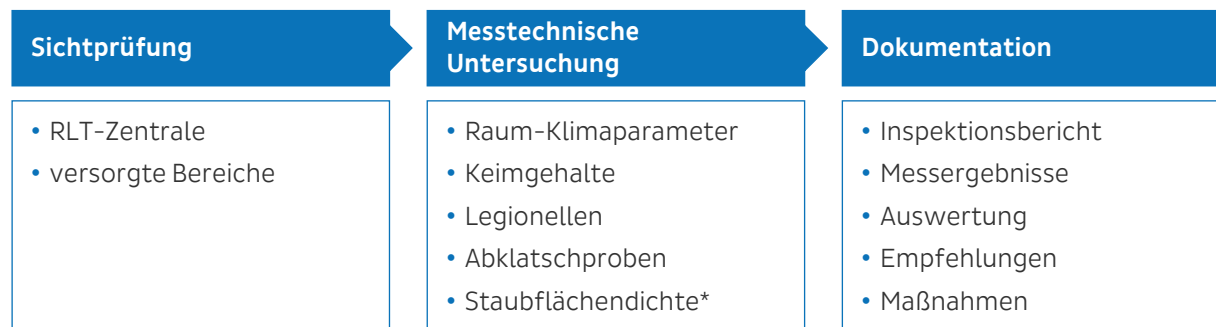 Sichtprüfung
• RLT-Zentrale
• versorgte Bereiche
Messtechnische
Untersuchung
• Raum-Klimaparameter
• Keimgehalte
• Legionellen
• Abklatschproben
• Staubflächendichte*
Dokumentation
• Inspektionsbericht
• Messergebnisse
• Auswertung
• Empfehlungen
• Maßnahmen